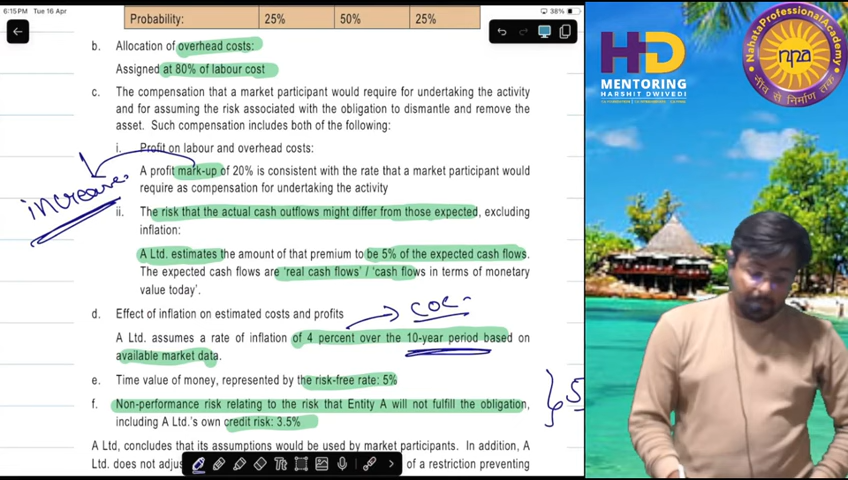 6:15PM Tue 16 Apr
38%
Probability: 25% 50% 25%
b. Allocation of overhead costs:
Assigned at 80% of labour cost
c. The compensation that a market participant would require for undertaking the activity
and for assuming the risk associated with the obligation to dismantle and remove the
asset. Such compensation includes both of the following:
i. Profit on labour and overhead costs:
A profit mark-up of 20% is consistent with the rate that a market participant would
require as compensation for undertaking the activity
increase
ii. The risk that the actual cash outflows might differ from those expected, excluding
inflation:
A Ltd. estimates the amount of that premium to be 5% of the expected cash flows.
The expected cash flows are 'real cash flows' / 'cash flows in terms of monetary
value today'.
d. Effect of inflation on estimated costs and profits
A Ltd. assumes a rate of inflation of 4 percent over the 10-year period based on
available market data.
e. Time value of money, represented by the risk-free rate: 5%
f. Non-performance risk relating to the risk that Entity A will not fulfill the obligation,
including A Ltd.'s own credit risk: 3.5%
A Ltd, concludes that its assumptions would be used by market participants. In addition, A
Ltd. does not adjus of a restriction preventing
HD
MENTORING
HARSHIT DWIVEDI
Nahata Professional Academy
npa
नींव से निर्माण तक